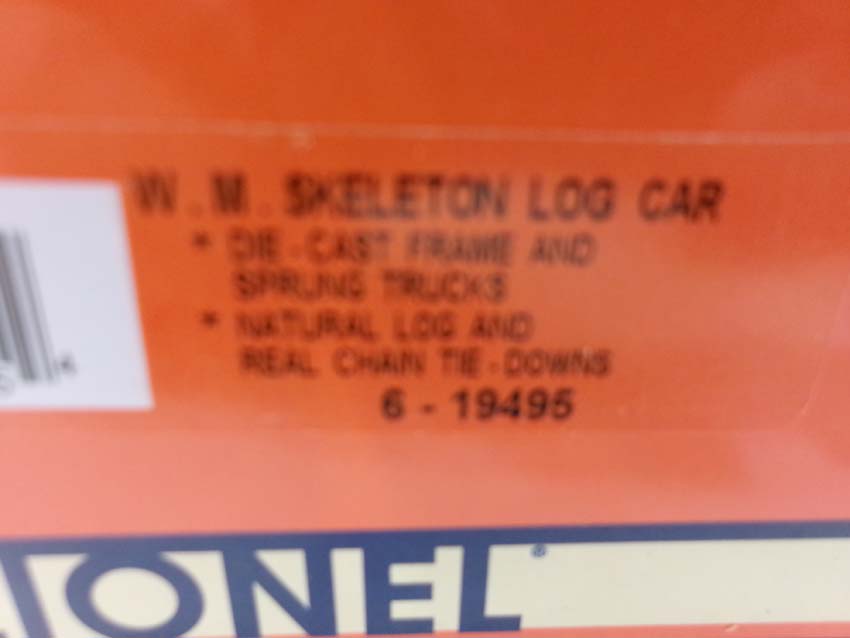 W.M. SKELETON LOG CAR
* DIE-CAST FRAME AND
SPRUNG TRUCKS
* NATURAL LOG AND
REAL CHAIN TIE-DOWNS
6 - 19495
4
IONEL®